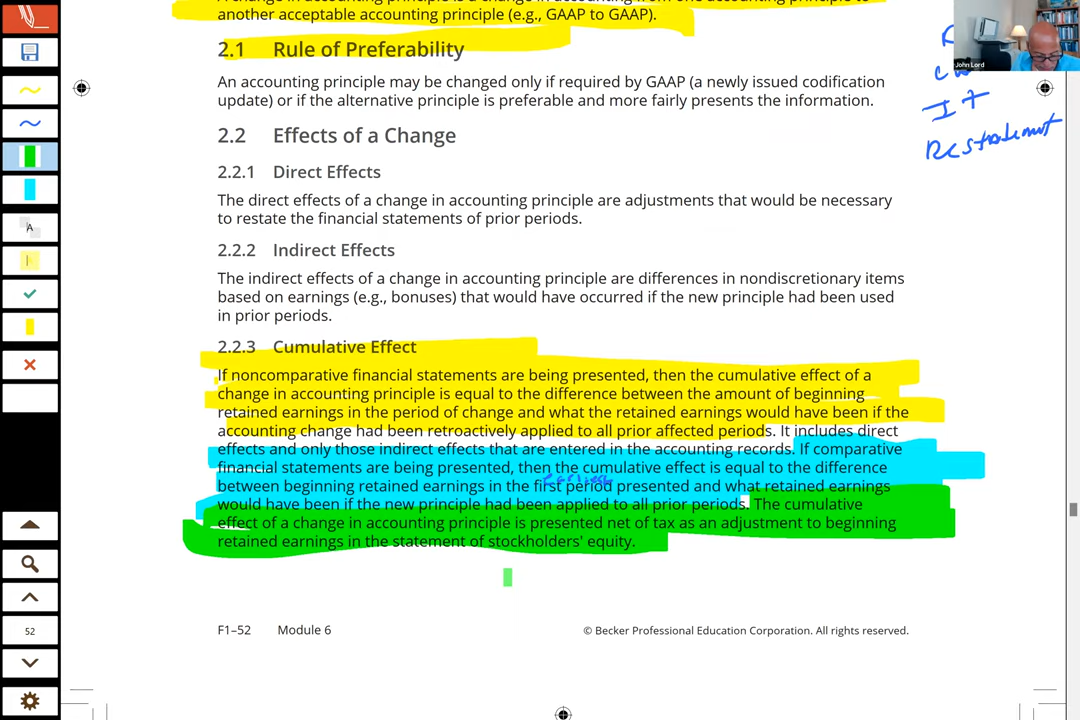 A change in accounting principle is a change in accounting from one accounting principle to
another acceptable accounting principle (e.g., GAAP to GAAP).
2.1 Rule of Preferability
An accounting principle may be changed only if required by GAAP (a newly issued codification
update) or if the alternative principle is preferable and more fairly presents the information.
2.2 Effects of a Change
2.2.1 Direct Effects
The direct effects of a change in accounting principle are adjustments that would be necessary
to restate the financial statements of prior periods.
2.2.2 Indirect Effects
The indirect effects of a change in accounting principle are differences in nondiscretionary items
based on earnings (e.g., bonuses) that would have occurred if the new principle had been used
in prior periods.
2.2.3 Cumulative Effect
If noncomparative financial statements are being presented, then the cumulative effect of a
change in accounting principle is equal to the difference between the amount of beginning
retained earnings in the period of change and what the retained earnings would have been if the
accounting change had been retroactively applied to all prior affected periods. It includes direct
effects and only those indirect effects that are entered in the accounting records. If comparative
financial statements are being presented, then the cumulative effect is equal to the difference
earliest
between beginning retained earnings in the first period presented and what retained earnings
would have been if the new principle had been applied to all prior periods. The cumulative
effect of a change in accounting principle is presented net of tax as an adjustment to beginning
retained earnings in the statement of stockholders' equity.
F1–52 Module 6
© Becker Professional Education Corporation. All rights reserved.
John Lord
Restatement
A
52